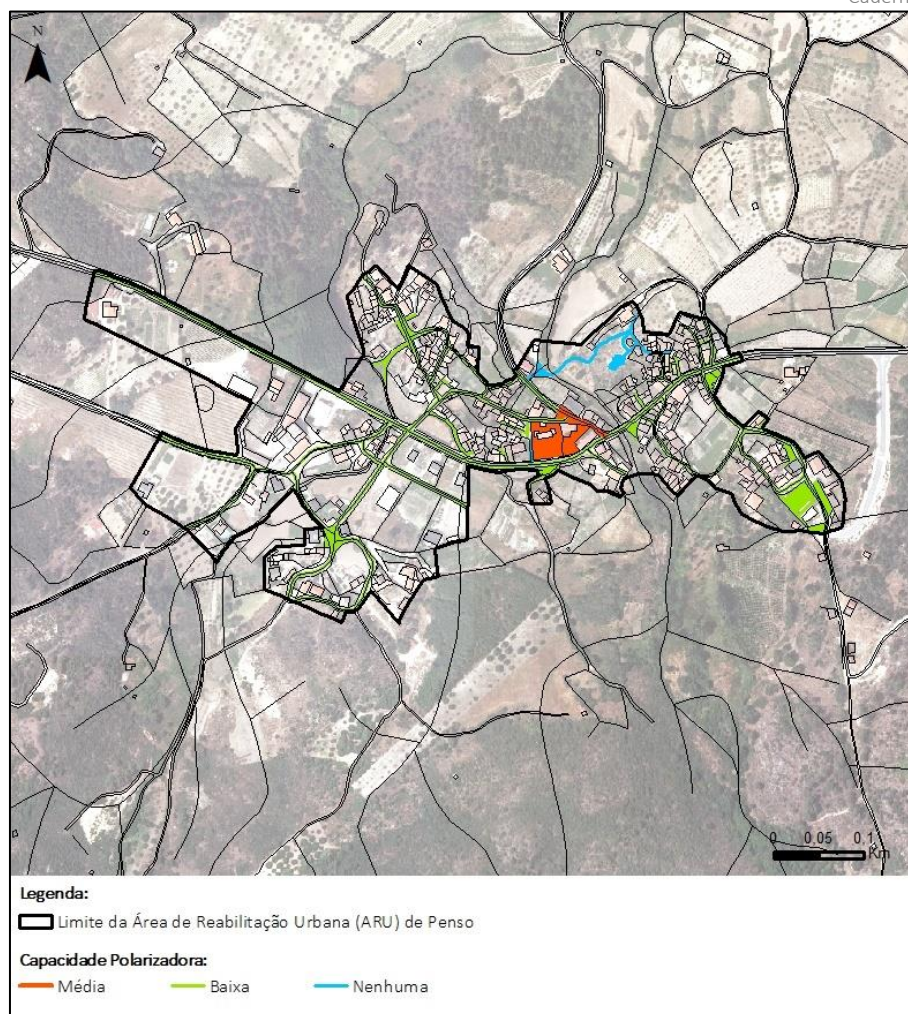 N
0 0,05 0,1
Km
Legenda:
Limite da Área de Reabilitação Urbana (ARU) de Penso
Capacidade Polarizadora:
Média Baixa Nenhuma